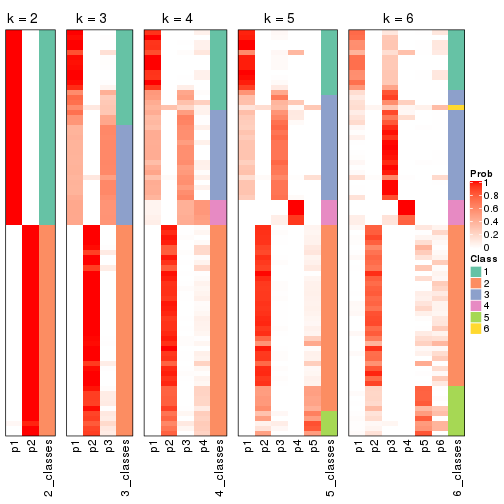 k = 2
k = 3
k = 4
k = 5
k = 6
p1
p2
2_classes
p1
p2
p3
3_classes
p1
p2
p3
p4
4_classes
p1
p2
p3
p4
p5
5_classes
p1
p2
p3
p4
p5
p6
6_classes
Prob
1
0.8
0.6
0.4
0.2
0
Class
1
2
3
4
5
6